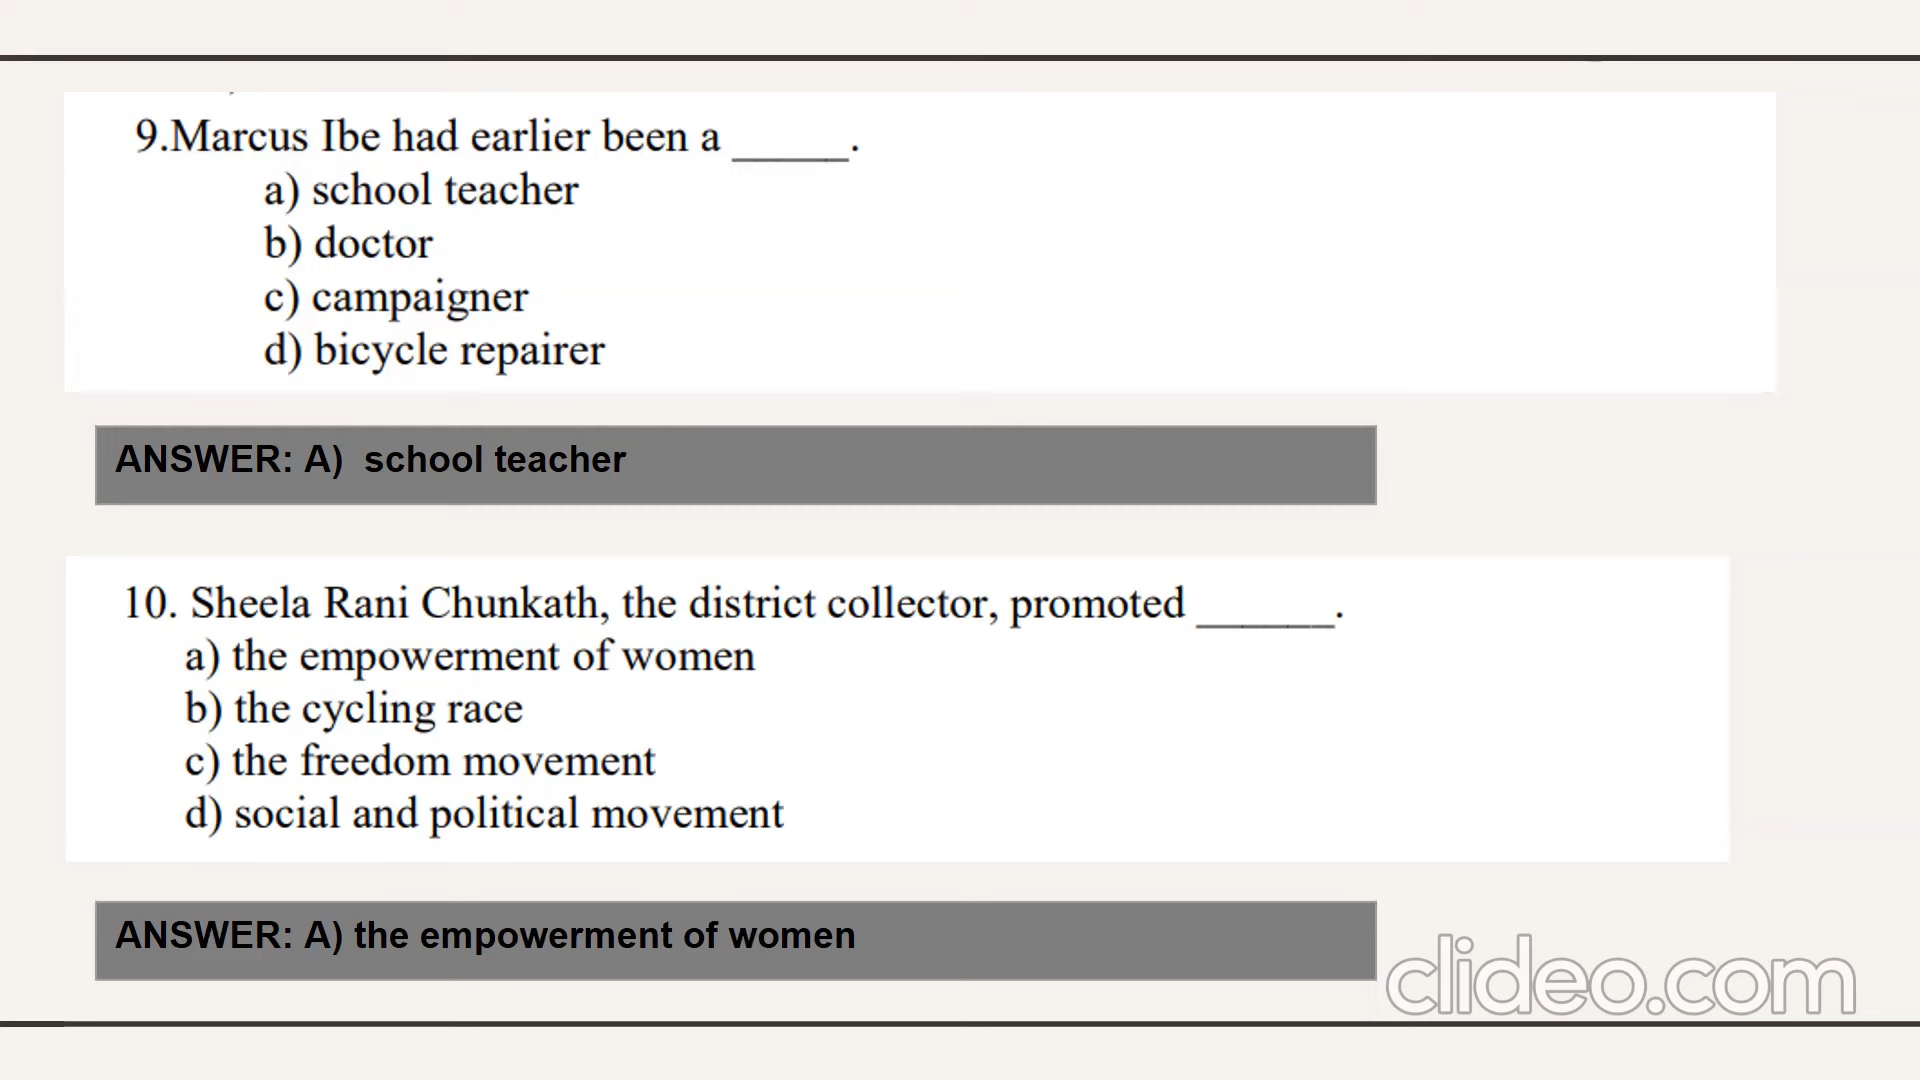 9.Marcus Ibe had earlier been a _____.
a) school teacher
b) doctor
c) campaigner
d) bicycle repairer
ANSWER: A) school teacher
10. Sheela Rani Chunkath, the district collector, promoted ______.
a) the empowerment of women
b) the cycling race
c) the freedom movement
d) social and political movement
ANSWER: A) the empowerment of women
clideo.com